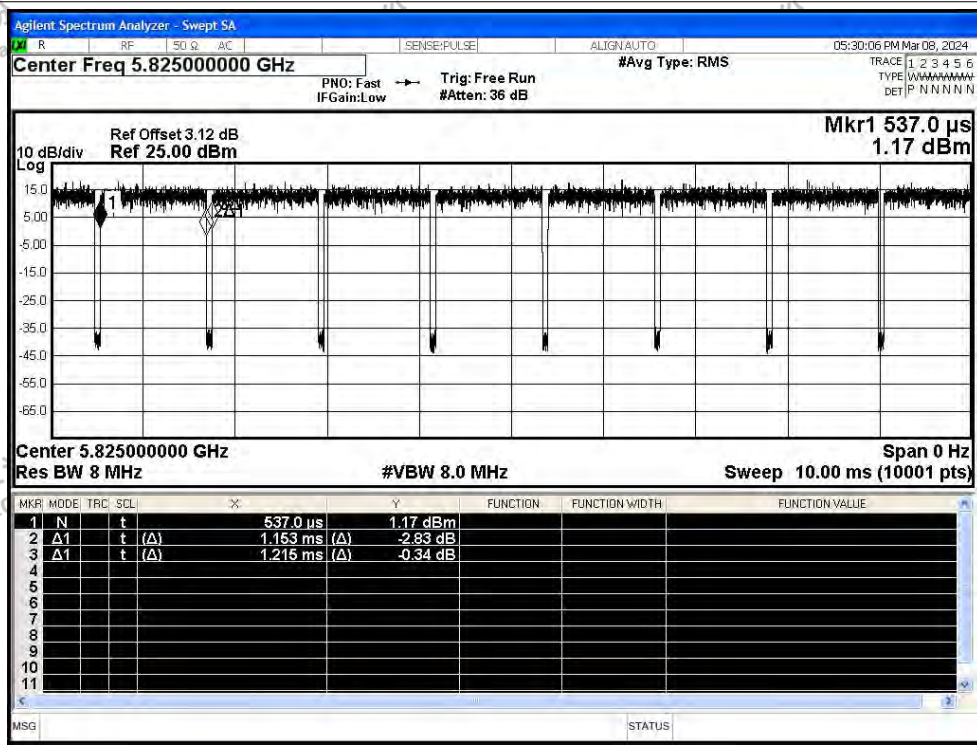 Agilent Spectrum Analyzer - Swept SA
R RF 50 Ω AC SENSE:PULSE ALIGN AUTO 05:30:06 PM Mar 08, 2024
Center Freq 5.825000000 GHz
PNO: Fast
IFGain:Low
Trig: Free Run
#Atten: 36 dB
#Avg Type: RMS
TRACE 1 2 3 4 5 6
TYPE
DET P N N N N N
Mkr1 537.0 µs
1.17 dBm
Ref Offset 3.12 dB
10 dB/div Ref 25.00 dBm
Log
15.0
5.00
-5.00
-15.0
-25.0
-35.0
-45.0
-55.0
-65.0
1
Center 5.825000000 GHz Span 0 Hz
Res BW 8 MHz #VBW 8.0 MHz Sweep 10.00 ms (10001 pts)
MKR MODE TRC SCL X Y FUNCTION FUNCTION WIDTH FUNCTION VALUE
1 N t 537.0 µs 1.17 dBm
2 Δ1 t (Δ) 1.153 ms (Δ) -2.83 dB
3 Δ1 t (Δ) 1.215 ms (Δ) -0.34 dB
4
5
6
7
8
9
10
11
MSG STATUS